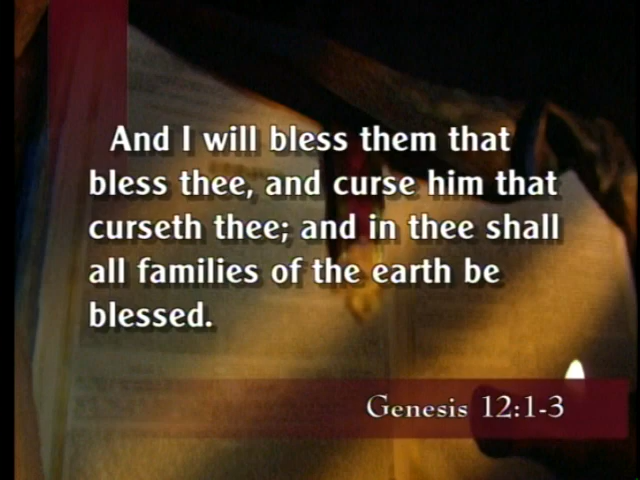 And I will bless them that
bless thee, and curse him that
curseth thee; and in thee shall
all families of the earth be
blessed.
Genesis 12:1-3